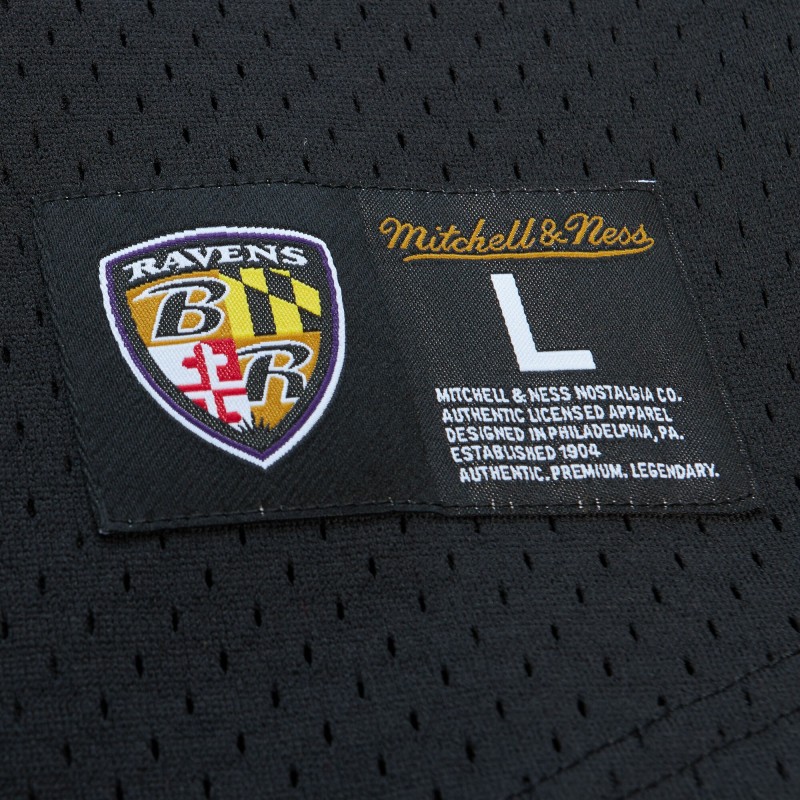 RAVENS
B
R
Mitchell & Ness
L
MITCHELL & NESS NOSTALGIA CO.
AUTHENTIC LICENSED APPAREL
DESIGNED IN PHILADELPHIA, PA.
ESTABLISHED 1904
AUTHENTIC. PREMIUM. LEGENDARY.